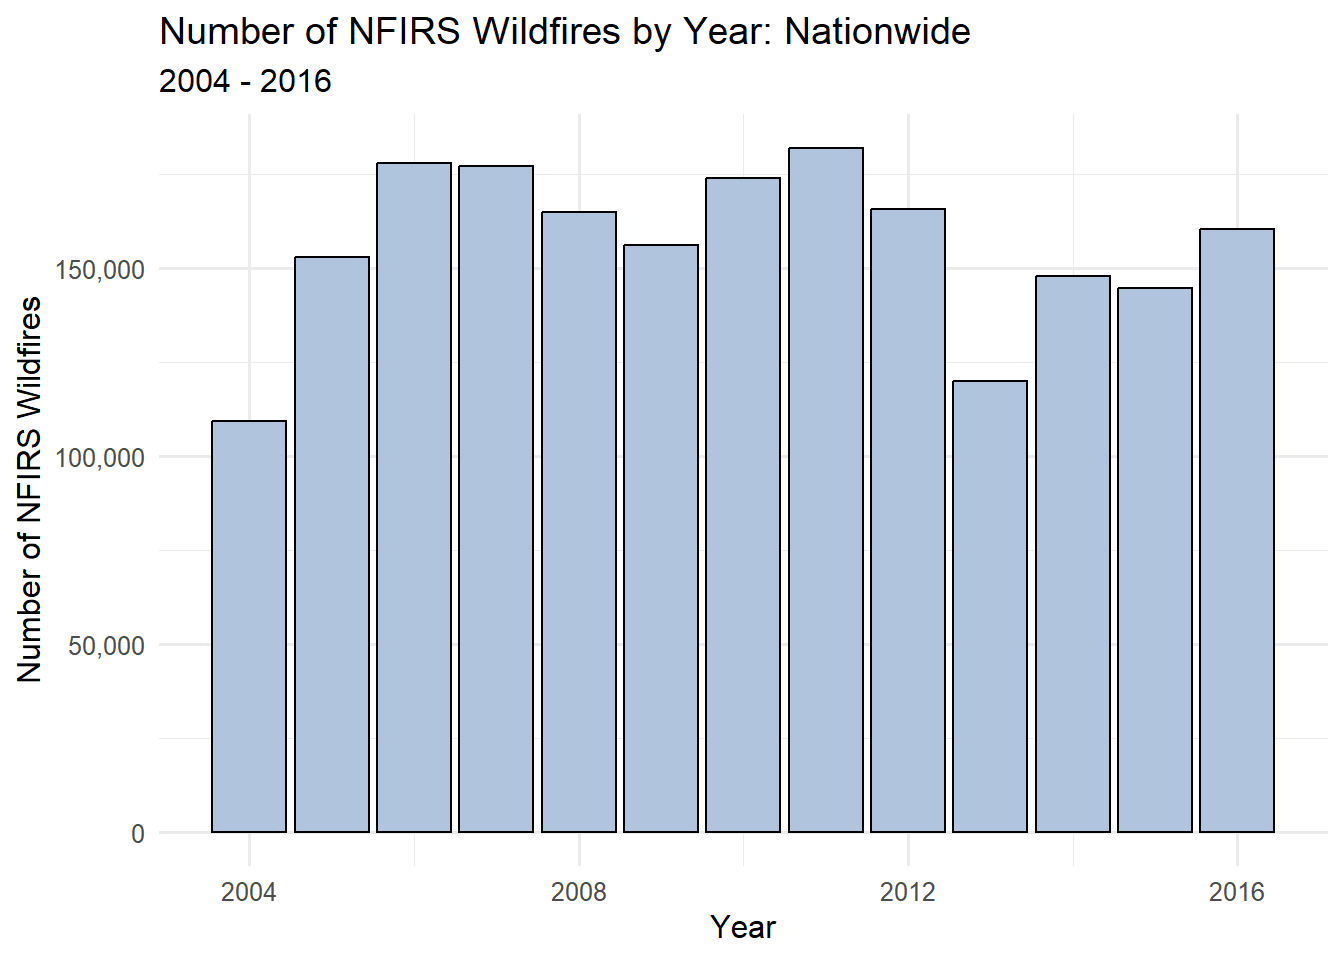 Number of NFIRS Wildfires by Year: Nationwide
2004 - 2016
Number of NFIRS Wildfires
150,000
100,000
50,000
0
2004 2008 2012 2016
Year